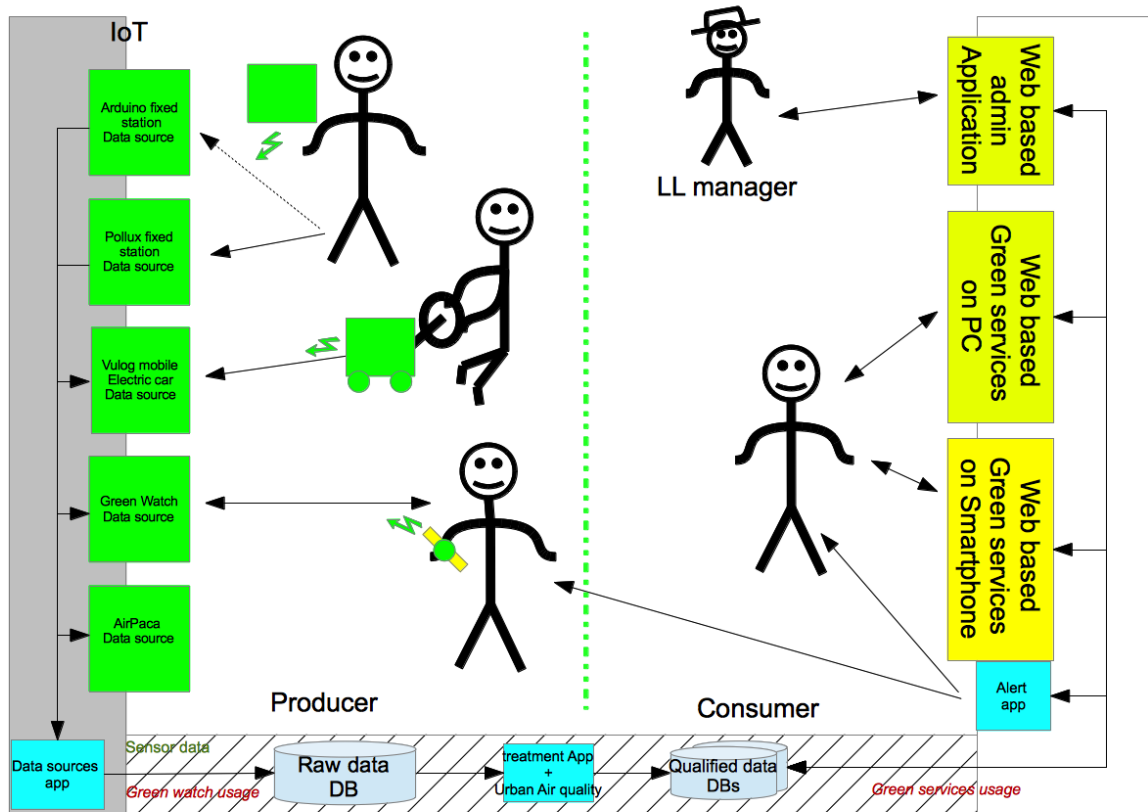 IoT
Arduino fixed
station
Data source
Pollux fixed
station
Data source
Vulog mobile
Electric car
Data source
Green Watch
Data source
AirPaca
Data source
Data sources
app
Producer
Sensor data
Green watch usage
Raw data
DB
treatment App
+
Urban Air quality
LL manager
Consumer
Qualified data
DBs
Green services usage
Web based
admin
Application
Web based
Green services
on PC
Web based
Green services
on Smartphone
Alert
app